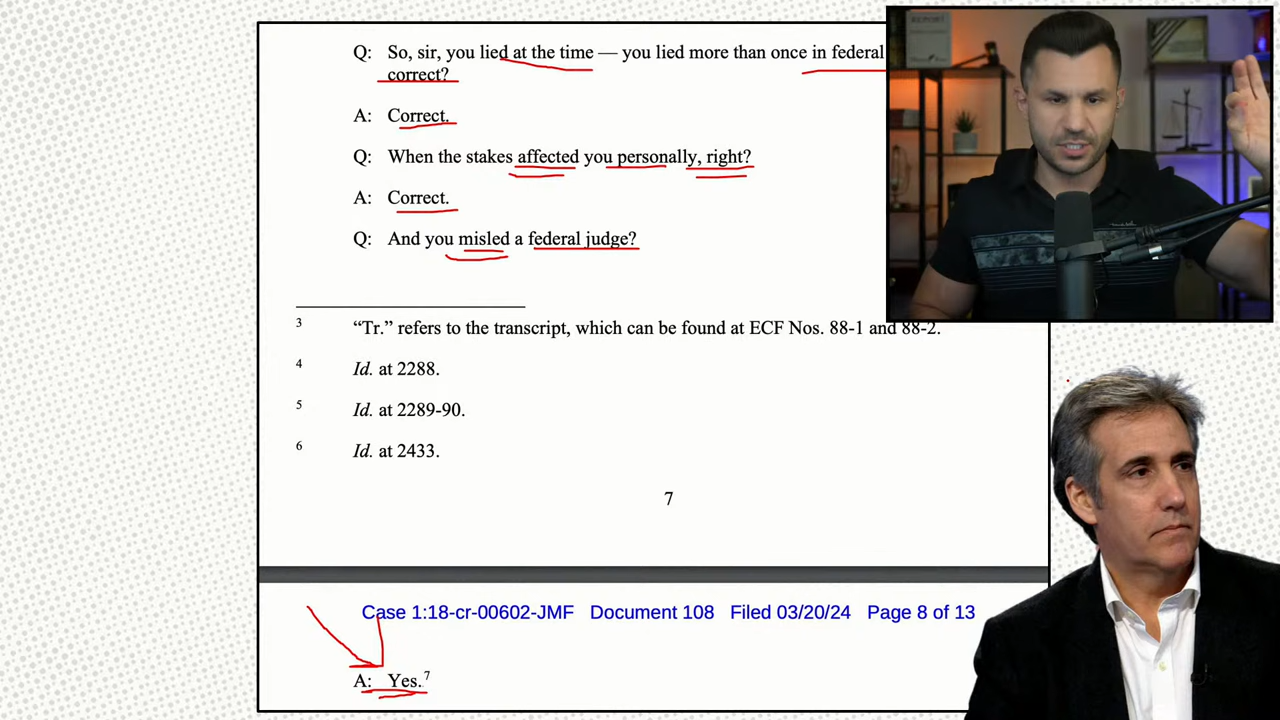 Q: So, sir, you lied at the time — you lied more than once in federal
correct?
A: Correct.
Q: When the stakes affected you personally, right?
A: Correct.
Q: And you misled a federal judge?
3 “Tr.” refers to the transcript, which can be found at ECF Nos. 88-1 and 88-2.
4 Id. at 2288.
5 Id. at 2289-90.
6 Id. at 2433.
7
Case 1:18-cr-00602-JMF Document 108 Filed 03/20/24 Page 8 of 13
A: Yes.7